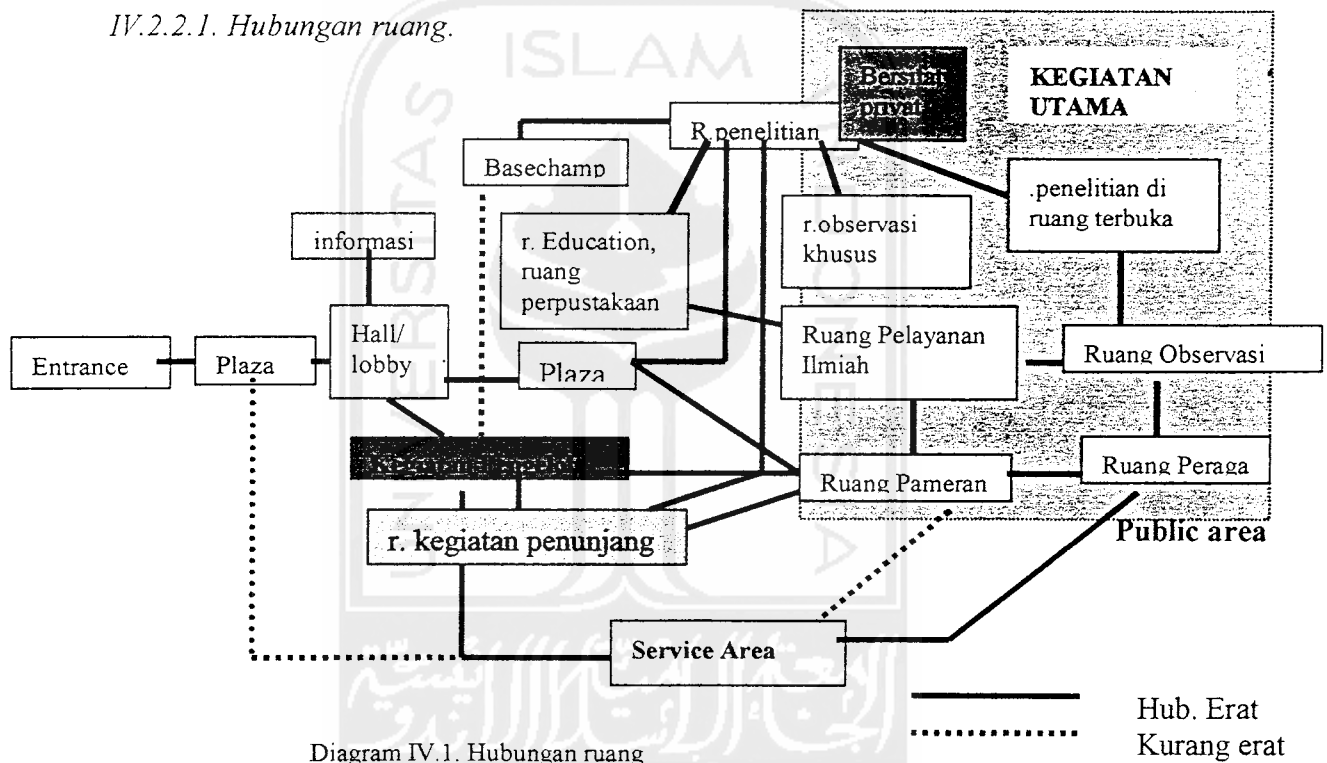 IV.2.2.1. Hubungan ruang.
ISLAM
UNIVERSITAS
INDONESIA
Bersifat
privat
KEGIATAN
UTAMA
R.penelitian
Basechamp
.penelitian di
ruang terbuka
informasi
r. Education,
ruang
perpustakaan
r.observasi
khusus
Entrance
Plaza
Hall/
lobby
Plaza
Ruang Pelayanan
Ilmiah
Ruang Observasi
Ruang Pameran
Ruang Peraga
r. kegiatan penunjang
Public area
Service Area
Hub. Erat
Kurang erat
Diagram IV.1. Hubungan ruang